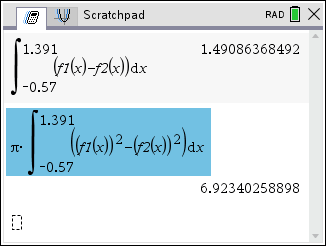 Scratchpad RAD
∫_{-0.57}^{1.391} (f1(x)−f2(x))dx
1.49086368492
π·∫_{-0.57}^{1.391} ((f1(x))²−(f2(x))²)dx
6.92340258898